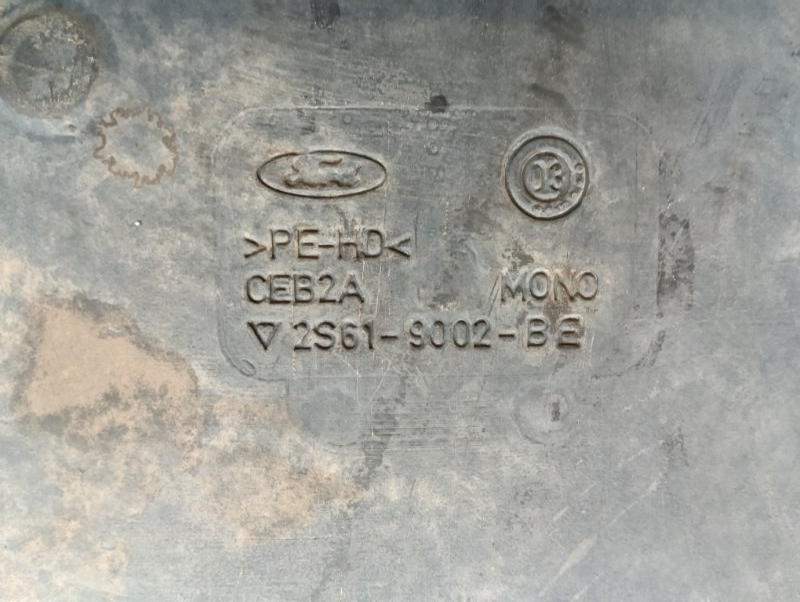 03
>PE-HD<
CEB2A MONO
2S61-9002-BE